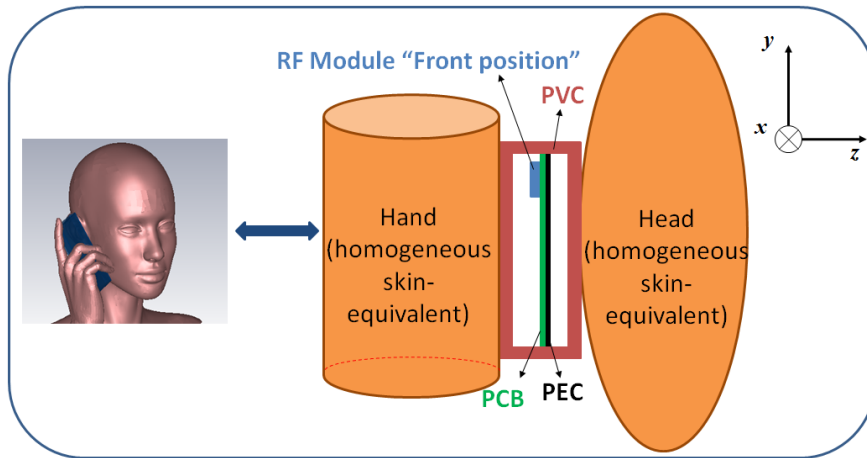 RF Module “Front position”
PVC
y
x
z
Hand
(homogeneous
skin-
equivalent)
Head
(homogeneous
skin-
equivalent)
PCB
PEC